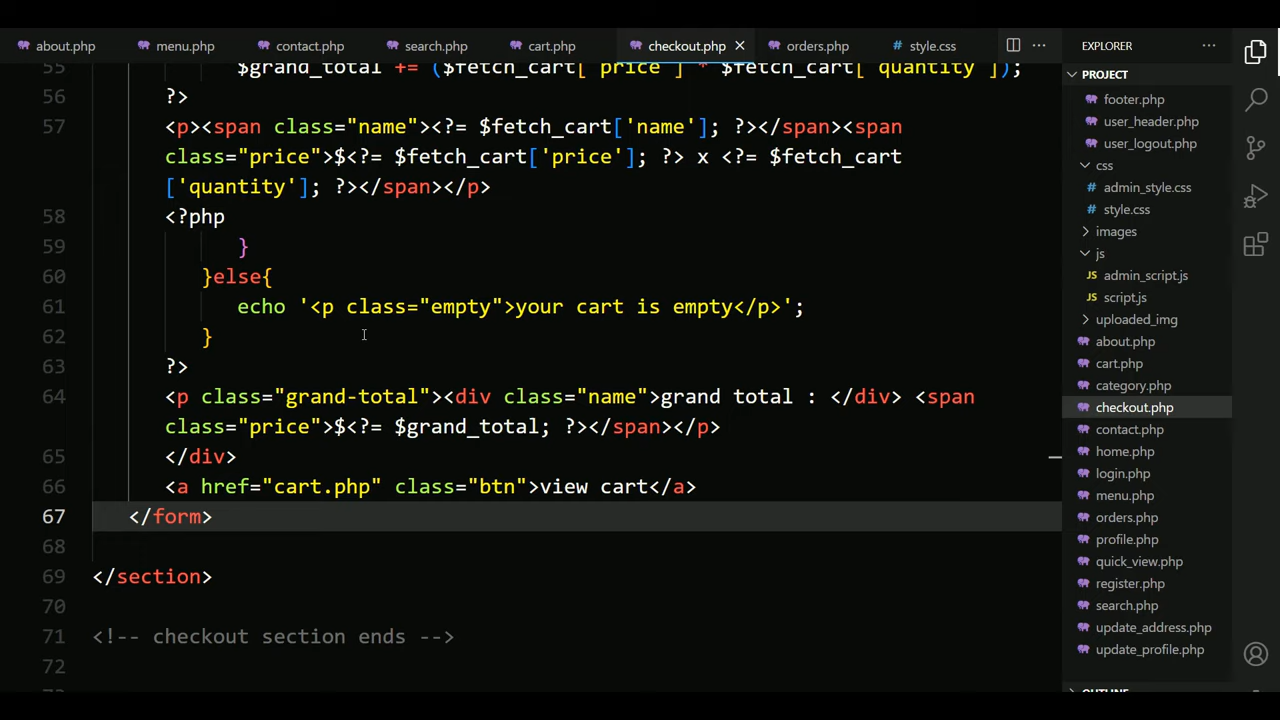 about.php menu.php contact.php search.php cart.php checkout.php orders.php style.css
55 $grand_total += ($fetch_cart['price'] * $fetch_cart['quantity']);
56 ?>
57 <p><span class="name"><?= $fetch_cart['name']; ?></span><span
class="price">$<?= $fetch_cart['price']; ?> x <?= $fetch_cart
['quantity']; ?></span></p>
58 <?php
59 }
60 }else{
61 echo '<p class="empty">your cart is empty</p>';
62 }
63 ?>
64 <p class="grand-total"><div class="name">grand total : </div> <span
class="price">$<?= $grand_total; ?></span></p>
65 </div>
66 <a href="cart.php" class="btn">view cart</a>
67 </form>
68
69 </section>
70
71 <!-- checkout section ends -->
72
EXPLORER
PROJECT
footer.php
user_header.php
user_logout.php
css
admin_style.css
style.css
images
js
JS admin_script.js
JS script.js
uploaded_img
about.php
cart.php
category.php
checkout.php
contact.php
home.php
login.php
menu.php
orders.php
profile.php
quick_view.php
register.php
search.php
update_address.php
update_profile.php
OUTLINE